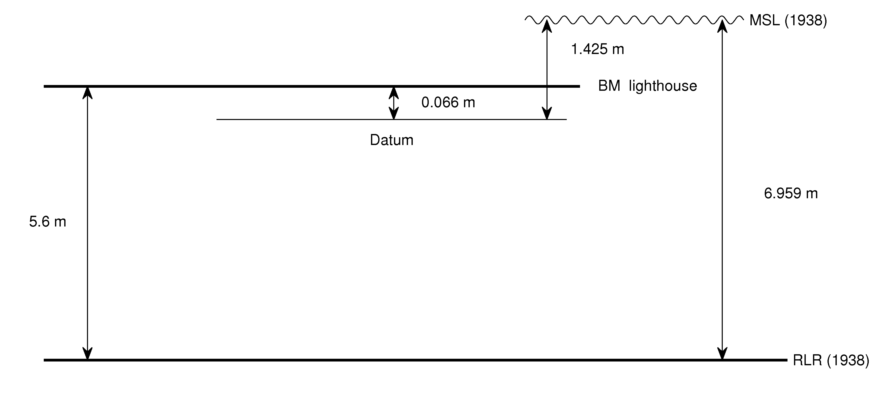 MSL (1938)
1.425 m
BM lighthouse
0.066 m
Datum
6.959 m
5.6 m
RLR (1938)